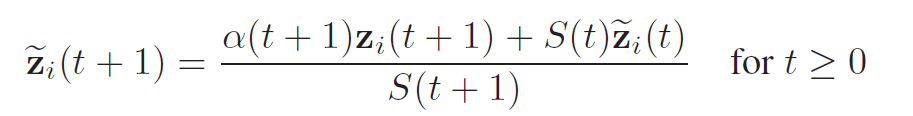 z̃ᵢ(t + 1) = (α(t + 1)zᵢ(t + 1) + S(t)z̃ᵢ(t)) / S(t + 1) for t ≥ 0